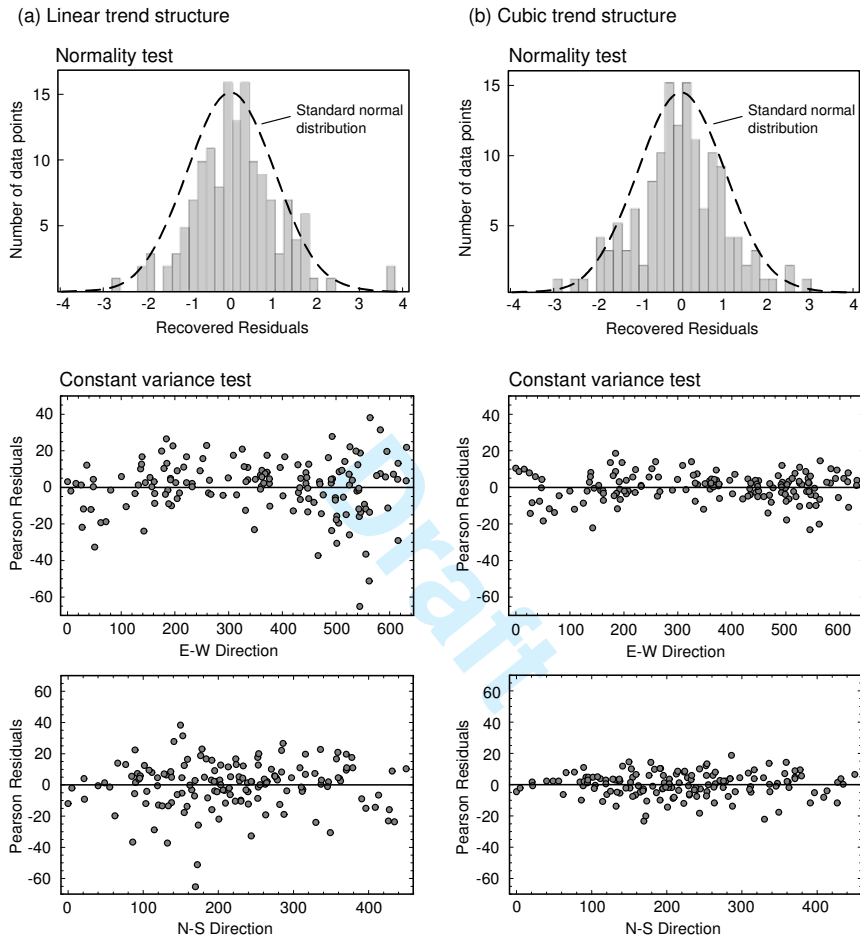 (a) Linear trend structure
Normality test
Number of data points
15
10
5
Standard normal
distribution
-4 -3 -2 -1 0 1 2 3 4
Recovered Residuals
Constant variance test
Pearson Residuals
40
20
0
-20
-40
-60
0 100 200 300 400 500 600
E-W Direction
Pearson Residuals
60
40
20
0
-20
-40
-60
0 100 200 300 400
N-S Direction
(b) Cubic trend structure
Normality test
Number of data points
15
10
5
Standard normal
distribution
-4 -3 -2 -1 0 1 2 3 4
Recovered Residuals
Constant variance test
Pearson Residuals
40
20
0
-20
-40
-60
0 100 200 300 400 500 600
E-W Direction
Pearson Residuals
60
40
20
0
-20
-40
-60
0 100 200 300 400
N-S Direction
Draft